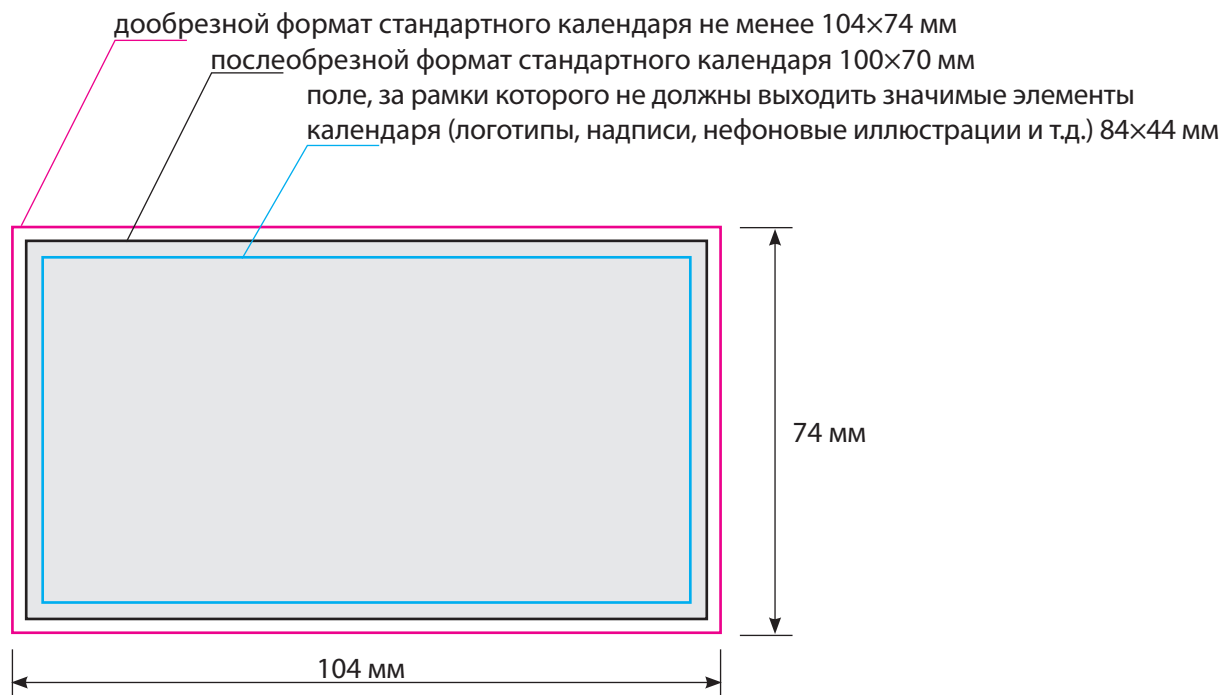 дообрезной формат стандартного календаря не менее 104×74 мм
послеобрезной формат стандартного календаря 100×70 мм
поле, за рамки которого не должны выходить значимые элементы
календаря (логотипы, надписи, нефоновые иллюстрации и т.д.) 84×44 мм
74 мм
104 мм